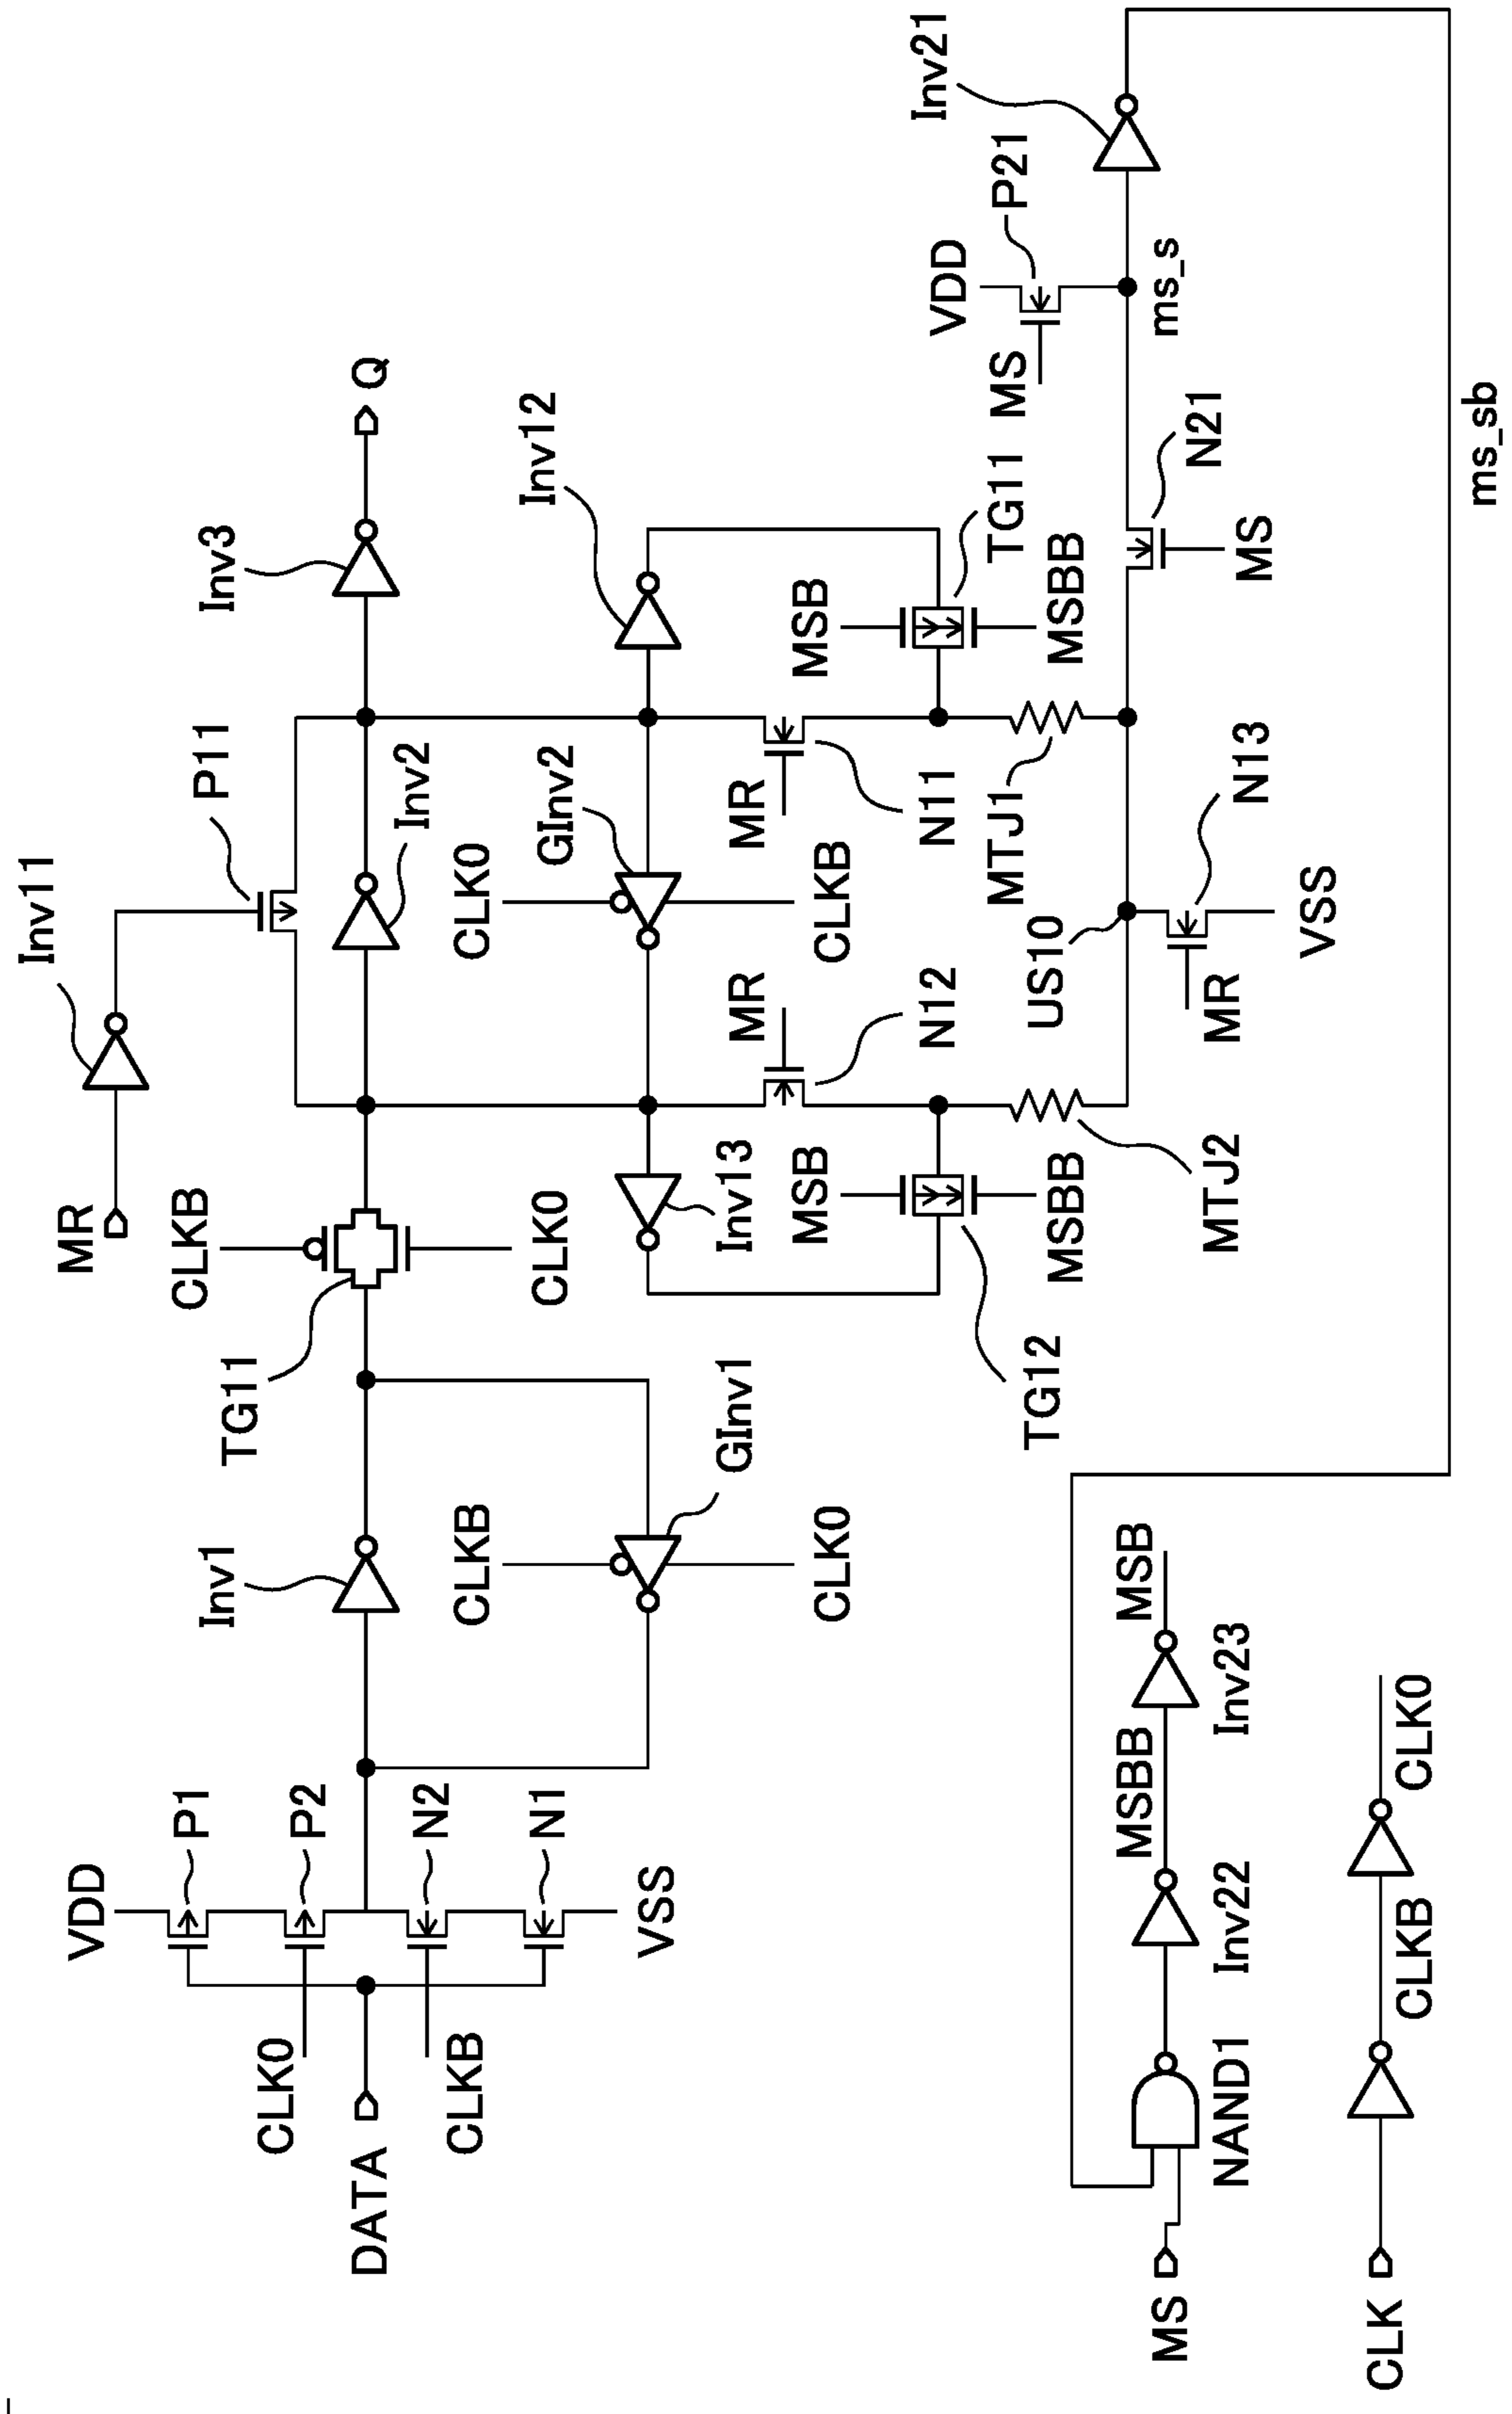 MR
Inv11
P11
CLKB
TG11
CLK0
Inv2
Inv3
Q
VDD
P1
P2
N2
N1
VSS
CLK0
DATA
CLKB
Inv1
CLKB
GInv1
CLK0
CLK0
GInv2
CLKB
Inv12
Inv13
MR
N12
MR
N11
MSB
TG12
MSBB
MSB
TG11
MSBB
MTJ2
MTJ1
US10
MR
N13
VSS
N21
MS
VDD
P21
MS
ms_s
Inv21
ms_sb
MS
NAND1
Inv22
MSBB
Inv23
MSB
CLK
CLKB
CLK0